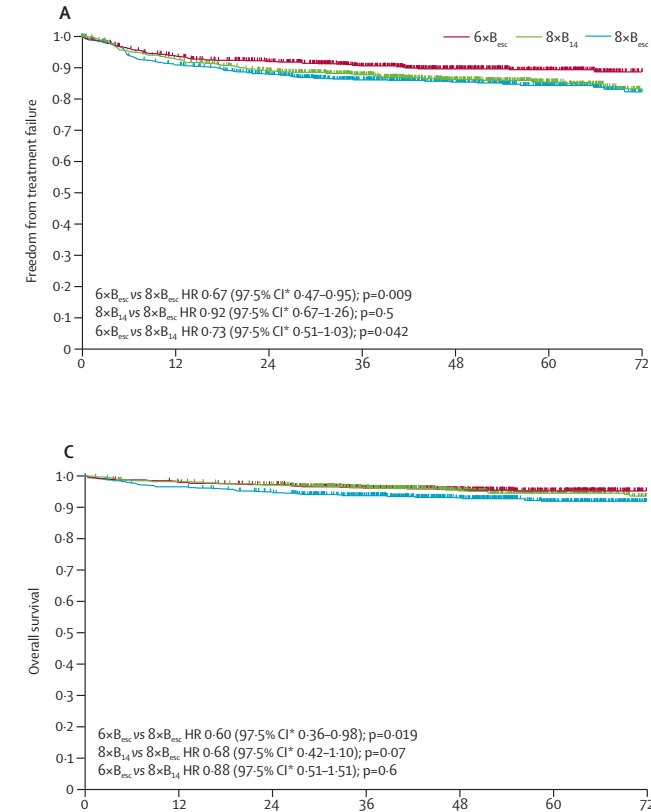 A
6×Besc 8×B14 8×Besc
1·0
0·9
0·8
0·7
0·6
0·5
0·4
0·3
0·2
0·1
0
Freedom from treatment failure
6×Besc vs 8×Besc HR 0·67 (97·5% CI* 0·47–0·95); p=0·009
8×B14 vs 8×Besc HR 0·92 (97·5% CI* 0·67–1·26); p=0·5
6×Besc vs 8×B14 HR 0·73 (97·5% CI* 0·51–1·03); p=0·042
0 12 24 36 48 60 72
C
1·0
0·9
0·8
0·7
0·6
0·5
0·4
0·3
0·2
0·1
0
Overall survival
6×Besc vs 8×Besc HR 0·60 (97·5% CI* 0·36–0·98); p=0·019
8×B14 vs 8×Besc HR 0·68 (97·5% CI* 0·42–1·10); p=0·07
6×Besc vs 8×B14 HR 0·88 (97·5% CI* 0·51–1·51); p=0·6
0 12 24 36 48 60 72